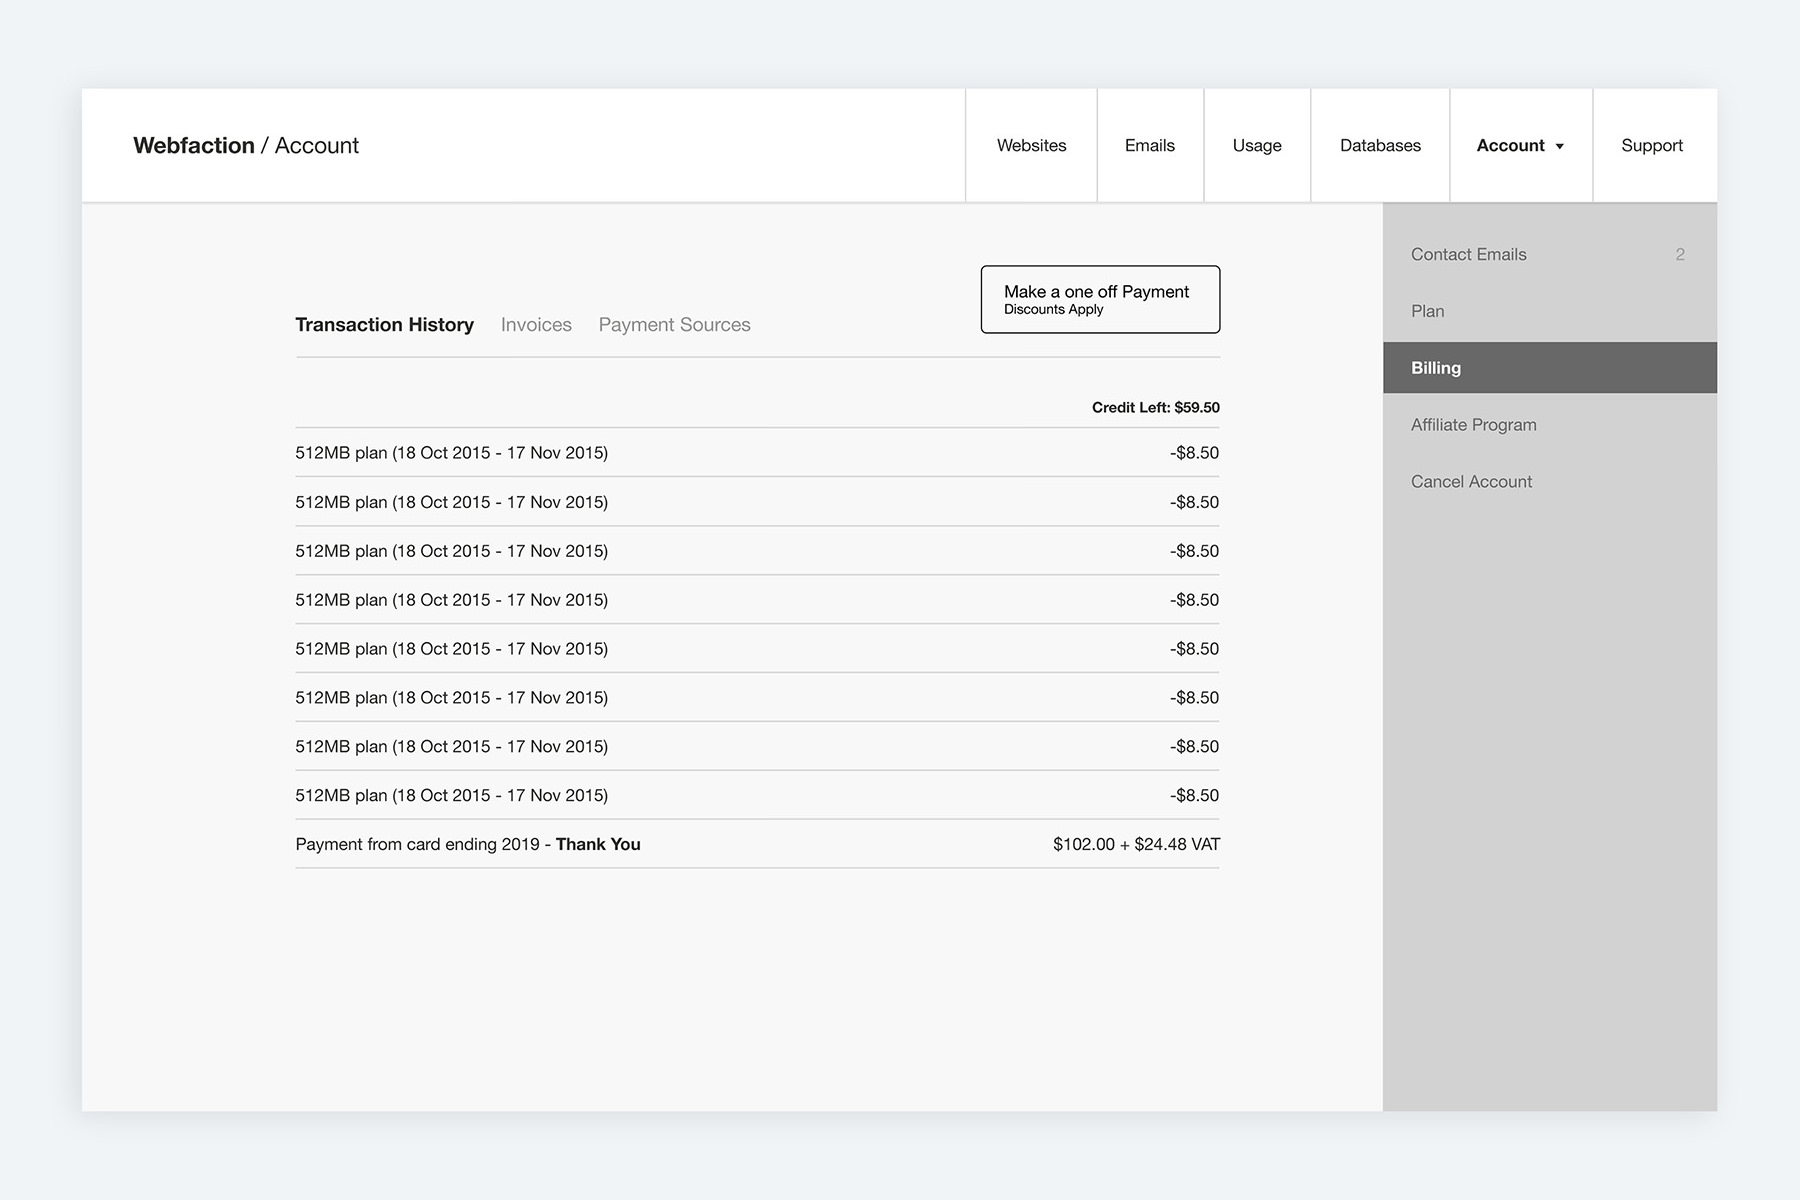 Webfaction / Account
Websites
Emails
Usage
Databases
Account
Support
Make a one off Payment
Discounts Apply
Transaction History Invoices Payment Sources
Credit Left: $59.50
512MB plan (18 Oct 2015 - 17 Nov 2015) -$8.50
512MB plan (18 Oct 2015 - 17 Nov 2015) -$8.50
512MB plan (18 Oct 2015 - 17 Nov 2015) -$8.50
512MB plan (18 Oct 2015 - 17 Nov 2015) -$8.50
512MB plan (18 Oct 2015 - 17 Nov 2015) -$8.50
512MB plan (18 Oct 2015 - 17 Nov 2015) -$8.50
512MB plan (18 Oct 2015 - 17 Nov 2015) -$8.50
512MB plan (18 Oct 2015 - 17 Nov 2015) -$8.50
Payment from card ending 2019 - Thank You $102.00 + $24.48 VAT
Contact Emails 2
Plan
Billing
Affiliate Program
Cancel Account